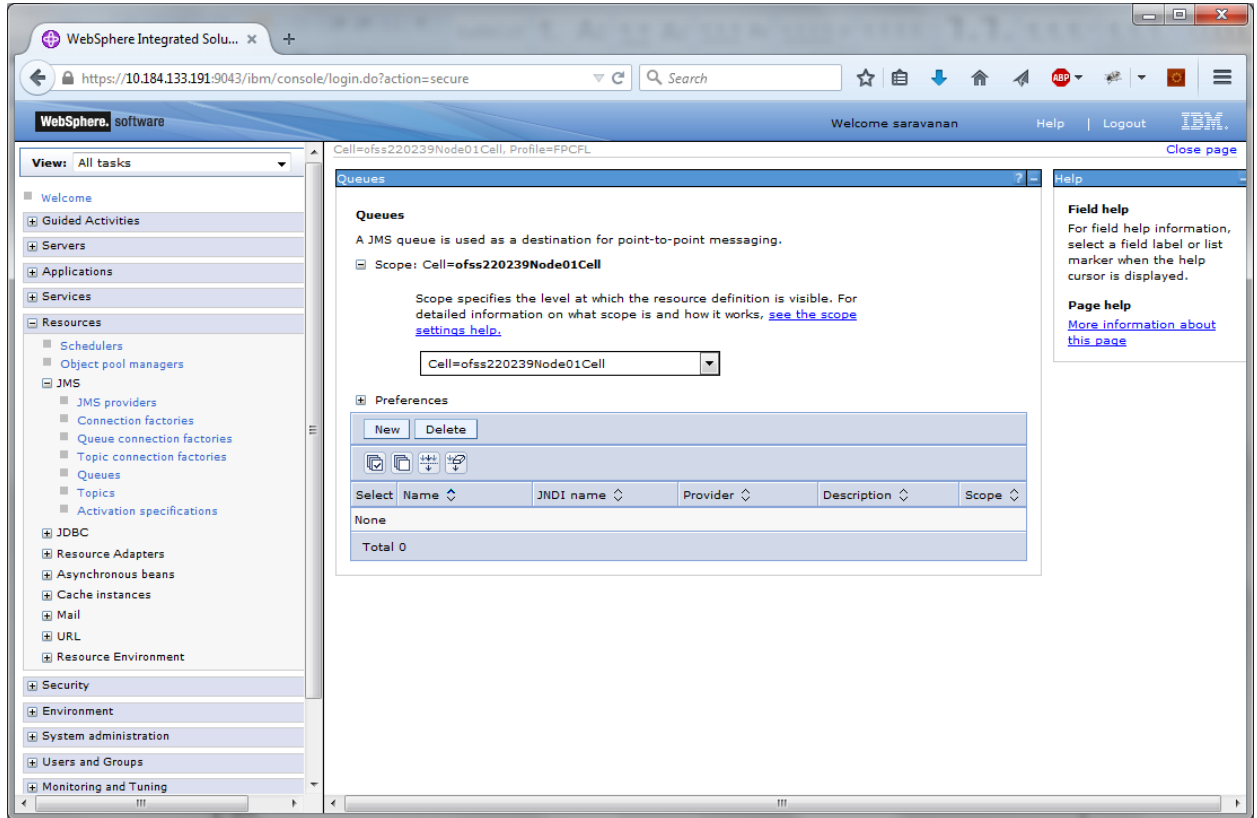 WebSphere Integrated Solu...
https://10.184.133.191:9043/ibm/console/login.do?action=secure
Search
ABP
WebSphere. software
Welcome saravanan
Help | Logout
IBM.
View: All tasks
Welcome
Guided Activities
Servers
Applications
Services
Resources
Schedulers
Object pool managers
JMS
JMS providers
Connection factories
Queue connection factories
Topic connection factories
Queues
Topics
Activation specifications
JDBC
Resource Adapters
Asynchronous beans
Cache instances
Mail
URL
Resource Environment
Security
Environment
System administration
Users and Groups
Monitoring and Tuning
Cell=ofss220239Node01Cell, Profile=FPCFL
Close page
Queues
? -
Queues
A JMS queue is used as a destination for point-to-point messaging.
Scope: Cell=ofss220239Node01Cell
Scope specifies the level at which the resource definition is visible. For
detailed information on what scope is and how it works, see the scope
settings help.
Cell=ofss220239Node01Cell
Preferences
New Delete
Select Name JNDI name Provider Description Scope
None
Total 0
Help
Field help
For field help information,
select a field label or list
marker when the help
cursor is displayed.
Page help
More information about
this page